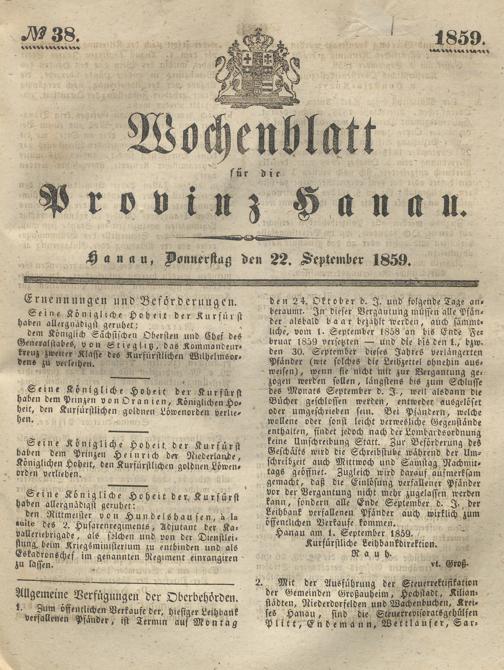 № 38.
1859.
Wochenblatt
für die
Provinz Hanau.
Hanau, Donnerstag den 22. September 1859.
Ernennungen und Beförderungen.
Seine Königliche Hoheit der Kurfürst
haben allergnädigst geruhet:
dem Königlich Sächsischen Obersten und Chef des
Generalstabes, von Stieglitz, das Kommandeur-
kreuz zweiter Klasse des Kurfürstlichen Wilhelmsor-
dens zu verleihen.
Seine Königliche Hoheit der Kurfürst
haben dem Prinzen von Oranien, Königlichen Ho-
heit, den Kurfürstlichen goldnen Löwenorden verlie-
hen.
Seine Königliche Hoheit der Kurfürst
haben dem Prinzen Heinrich der Niederlande,
Königlichen Hoheit, den Kurfürstlichen goldnen Löwen-
orden verliehen.
Seine Königliche Hoheit der Kurfürst
haben allergnädigst geruhet:
den Rittmeister von Hundelshausen, à la
suite des 2. Husarenregiments, Adjutant der Ka-
valleriebrigade, als solchen und von der Dienstlei-
stung beim Kriegsministerium zu enthinden und als
Eskadronschef im genannten Regiment einrangiren
zu lassen.
Allgemeine Verfügungen der Oberbehörden.
1. Zum öffentlichen Verkaufe der, hiesiger Leihbank
verfallenen Pfänder, ist Termin auf Montag
den 24. Oktober d. J. und folgende Tage an-
beraumt. In dieser Vergantung müssen alle Pfän-
der alsbald baar bezahlt werden, auch sämmt-
liche, vom 1. September 1858 an bis Ende Fe-
bruar 1859 versetzten — und die bis den 1., bzw.
den 30. September dieses Jahres verlängerten
Pfänder (wie solches die Leihzettel ohnehin aus-
weisen), wenn sie nicht mit zur Vergantung ge-
zogen werden sollen, längstens bis zum Schlusse
des Monats September d. J., weil alsdann die
Bücher geschlossen werden, entweder ausgelöset
oder umgeschrieben sein. Bei Pfändern, welche
wollene oder sonst leicht verwesliche Gegenstände
enthalten, findet jedoch nach der Lombardsordnung
keine Umschreibung Statt. Zur Beförderung des
Geschäfts wird die Schreibstube während der Um-
schreibzeit auch Mittwoch und Samstag Nachmit-
tags geöffnet. Zugleich wird darauf aufmerksam
gemacht, daß die Einlösung verfallener Pfänder
vor der Vergantung nicht mehr zugelassen werden
kann, sondern alle Ende September d. J. der
Leihbank verfallenen Pfänder auch wirklich zum
öffentlichen Verkaufe kommen.
Hanau am 1. September 1859.
Kurfürstliche Leihbankdirektion.
Rauh.
vt. Groß.
2. Mit der Ausführung der Steuerrektifikation
der Gemeinden Großauheim, Hochstadt, Kilian-
städten, Niederdorfelden und Wachenbuchen, Krei-
ses Hanau, sind die Steuerrevisoratsgehülfen
Plitt, Endemann, Wettlaufer, Sar-